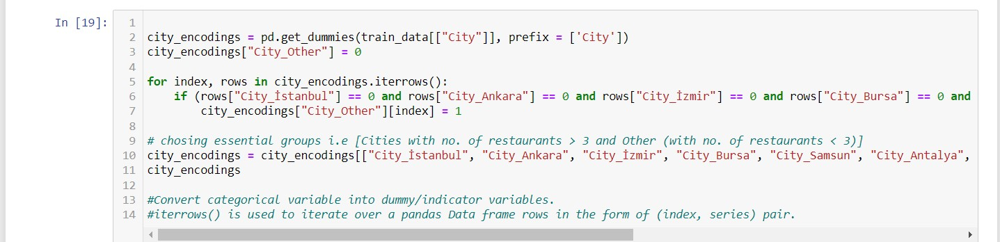 In [19]:
1
2 city_encodings = pd.get_dummies(train_data[["City"]], prefix = ['City'])
3 city_encodings["City_Other"] = 0
4
5 for index, rows in city_encodings.iterrows():
6 if (rows["City_İstanbul"] == 0 and rows["City_Ankara"] == 0 and rows["City_İzmir"] == 0 and rows["City_Bursa"] == 0 and
7 city_encodings["City_Other"][index] = 1
8
9 # chosing essential groups i.e [Cities with no. of restaurants > 3 and Other (with no. of restaurants < 3)]
10 city_encodings = city_encodings[["City_İstanbul", "City_Ankara", "City_İzmir", "City_Bursa", "City_Samsun", "City_Antalya",
11 city_encodings
12
13 #Convert categorical variable into dummy/indicator variables.
14 #iterrows() is used to iterate over a pandas Data frame rows in the form of (index, series) pair.